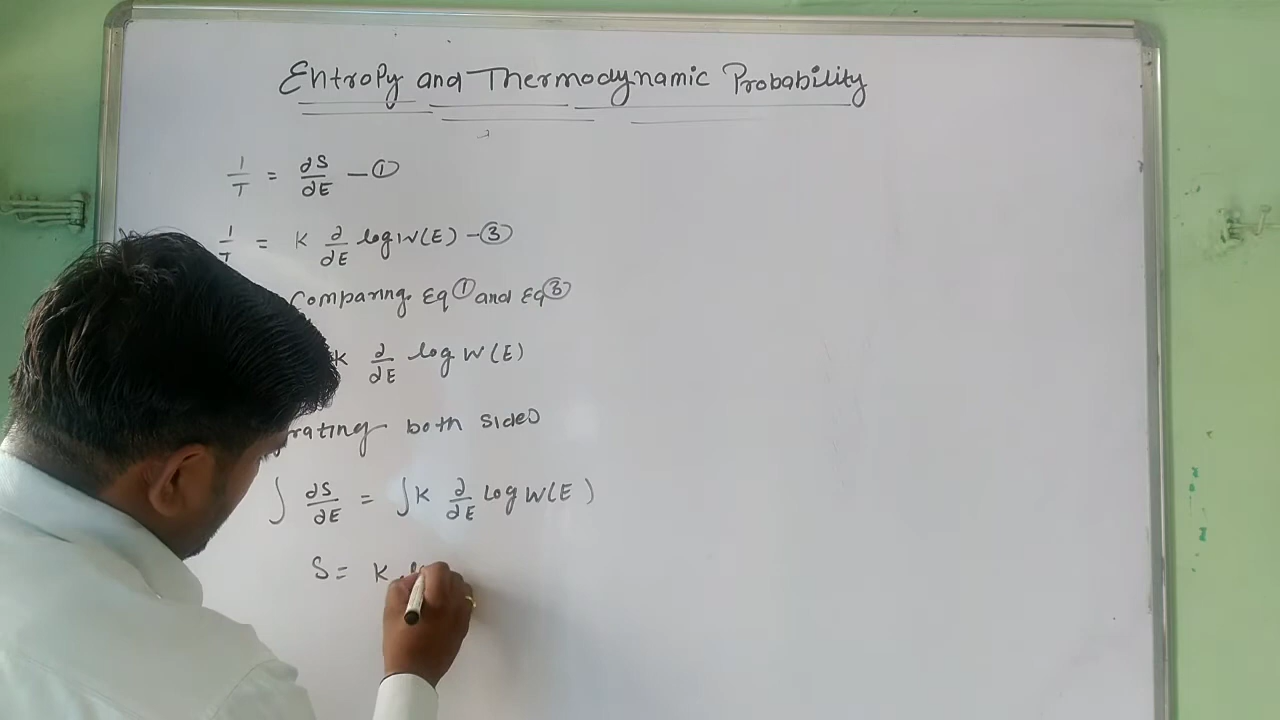 Entropy and Thermodynamic Probability
1/T = ∂S/∂E — ①
1/T = K ∂/∂E log W(E) — ③
Comparing Eq ① and Eq ③
K ∂/∂E log W(E)
rating both sides
∫ ∂S/∂E = ∫ K ∂/∂E log W(E)
S = K